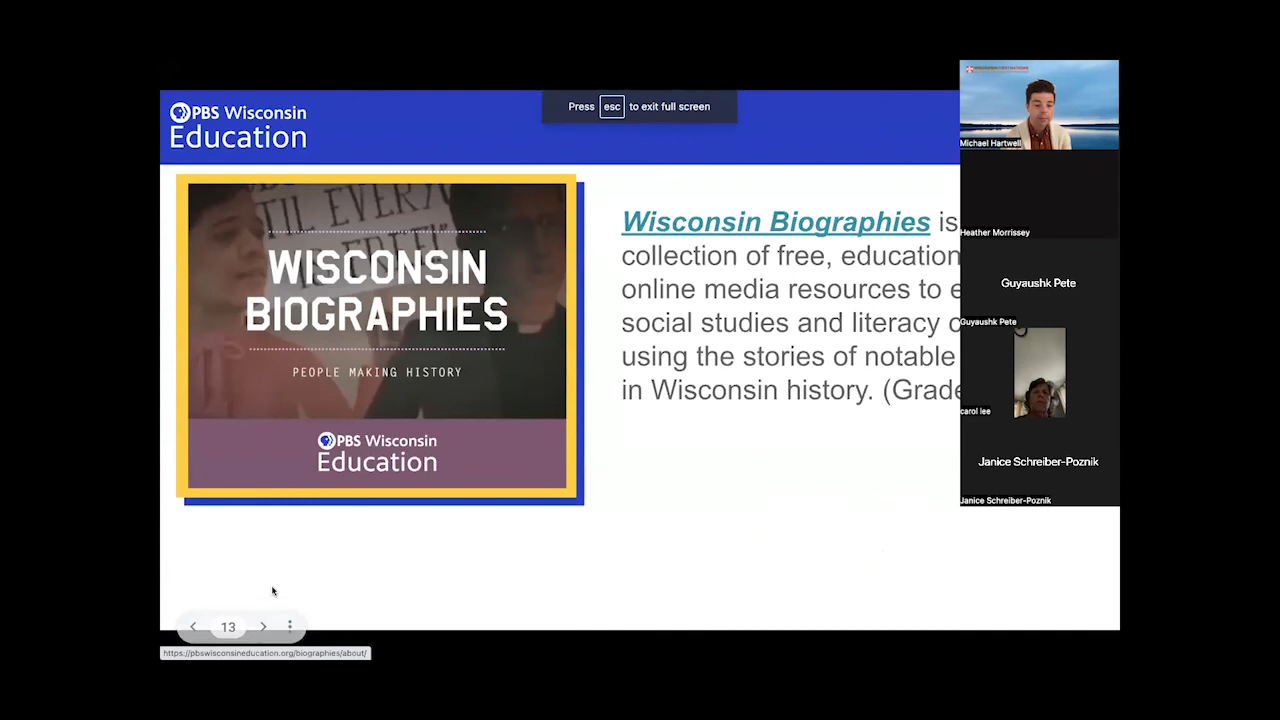 PBS Wisconsin
Education
Press esc to exit full screen
TIL EVERY
IS FREE"
WISCONSIN
BIOGRAPHIES
PEOPLE MAKING HISTORY
PBS Wisconsin
Education
Wisconsin Biographies is
collection of free, education
online media resources to e
social studies and literacy
using the stories of notable
in Wisconsin history. (Grade
Michael Hartwell
Heather Morrissey
Guyaushk Pete
Guyaushk Pete
carol lee
Janice Schreiber-Poznik
Janice Schreiber-Poznik
13
https://pbswisconsineducation.org/biographies/about/